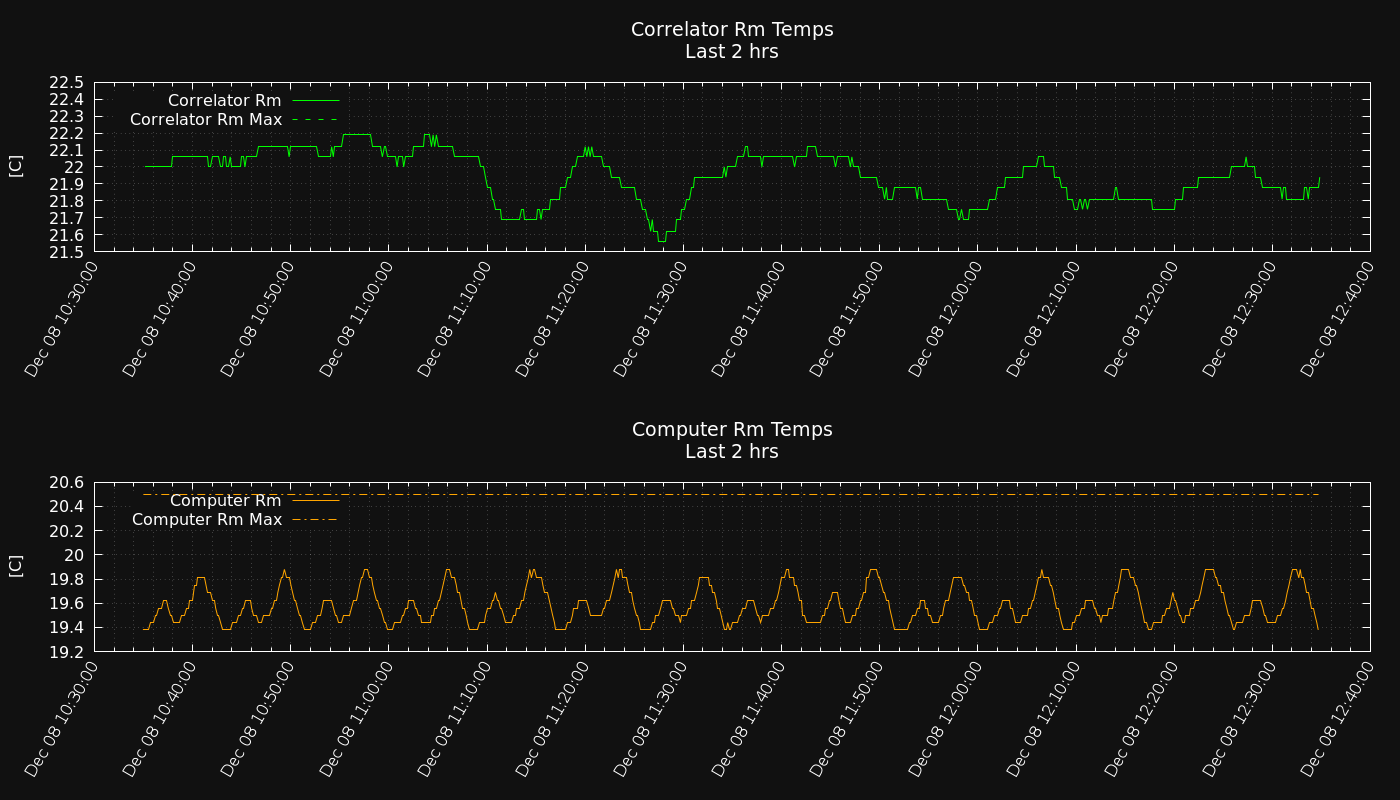 Correlator Rm Temps
Last 2 hrs
22.5
22.4
22.3
22.2
22.1
22
21.9
21.8
21.7
21.6
21.5
[C]
Correlator Rm
Correlator Rm Max
Dec 08 10:30:00
Dec 08 10:40:00
Dec 08 10:50:00
Dec 08 11:00:00
Dec 08 11:10:00
Dec 08 11:20:00
Dec 08 11:30:00
Dec 08 11:40:00
Dec 08 11:50:00
Dec 08 12:00:00
Dec 08 12:10:00
Dec 08 12:20:00
Dec 08 12:30:00
Dec 08 12:40:00
Computer Rm Temps
Last 2 hrs
20.6
20.4
20.2
20
19.8
19.6
19.4
19.2
[C]
Computer Rm
Computer Rm Max
Dec 08 10:30:00
Dec 08 10:40:00
Dec 08 10:50:00
Dec 08 11:00:00
Dec 08 11:10:00
Dec 08 11:20:00
Dec 08 11:30:00
Dec 08 11:40:00
Dec 08 11:50:00
Dec 08 12:00:00
Dec 08 12:10:00
Dec 08 12:20:00
Dec 08 12:30:00
Dec 08 12:40:00